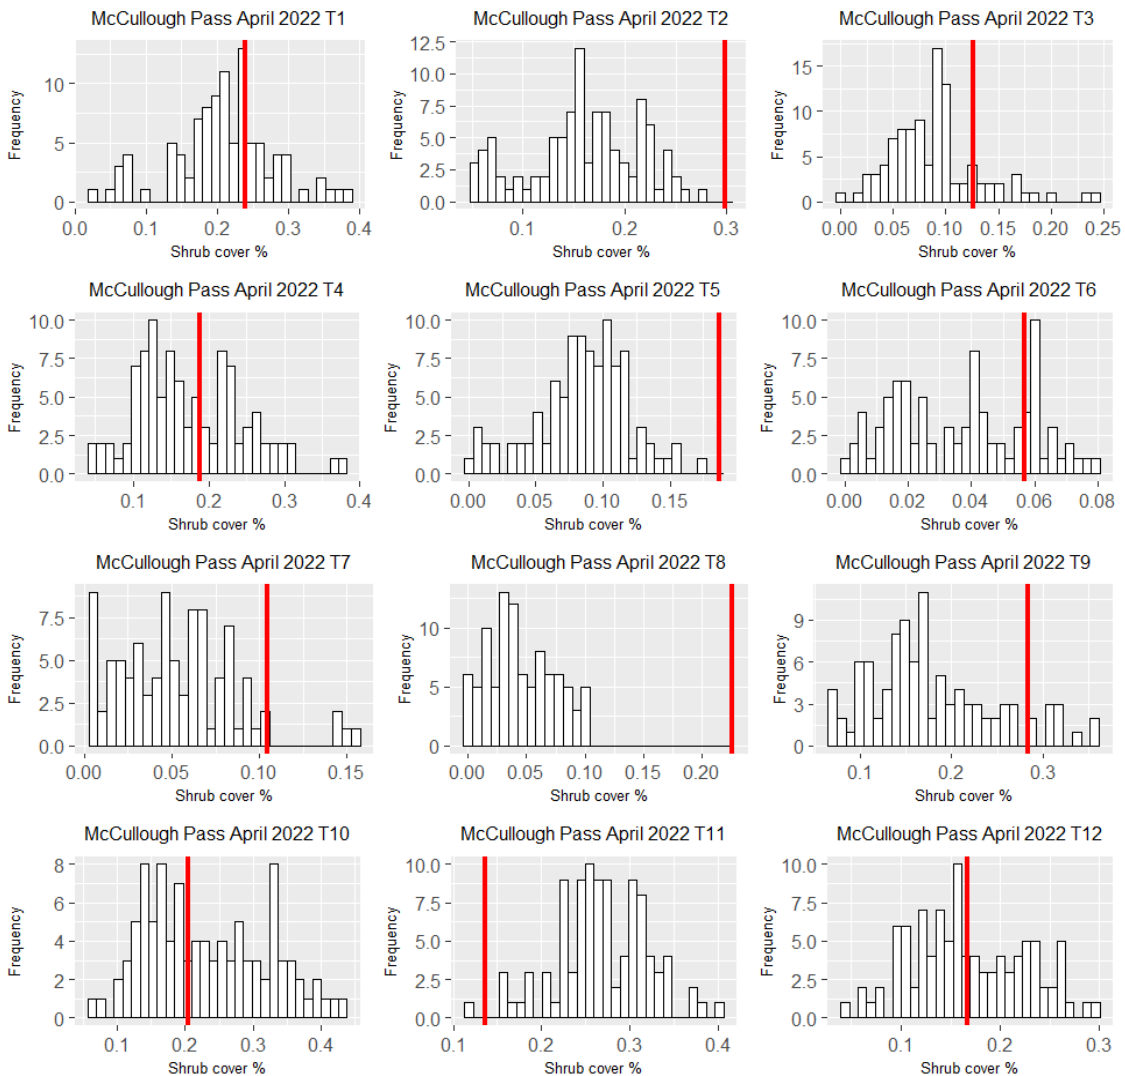 McCullough Pass April 2022 T1
McCullough Pass April 2022 T2
McCullough Pass April 2022 T3
Frequency
10
5
0
0.0 0.1 0.2 0.3 0.4
Shrub cover %
Frequency
12.5
10.0
7.5
5.0
2.5
0.0
0.1 0.2 0.3
Shrub cover %
Frequency
15
10
5
0
0.00 0.05 0.10 0.15 0.20 0.25
Shrub cover %
McCullough Pass April 2022 T4
McCullough Pass April 2022 T5
McCullough Pass April 2022 T6
Frequency
10.0
7.5
5.0
2.5
0.0
0.1 0.2 0.3 0.4
Shrub cover %
Frequency
10.0
7.5
5.0
2.5
0.0
0.00 0.05 0.10 0.15
Shrub cover %
Frequency
10.0
7.5
5.0
2.5
0.0
0.00 0.02 0.04 0.06 0.08
Shrub cover %
McCullough Pass April 2022 T7
McCullough Pass April 2022 T8
McCullough Pass April 2022 T9
Frequency
7.5
5.0
2.5
0.0
0.00 0.05 0.10 0.15
Shrub cover %
Frequency
10
5
0
0.00 0.05 0.10 0.15 0.20
Shrub cover %
Frequency
9
6
3
0
0.1 0.2 0.3
Shrub cover %
McCullough Pass April 2022 T10
McCullough Pass April 2022 T11
McCullough Pass April 2022 T12
Frequency
8
6
4
2
0
0.1 0.2 0.3 0.4
Shrub cover %
Frequency
10.0
7.5
5.0
2.5
0.0
0.1 0.2 0.3 0.4
Shrub cover %
Frequency
10.0
7.5
5.0
2.5
0.0
0.1 0.2 0.3
Shrub cover %